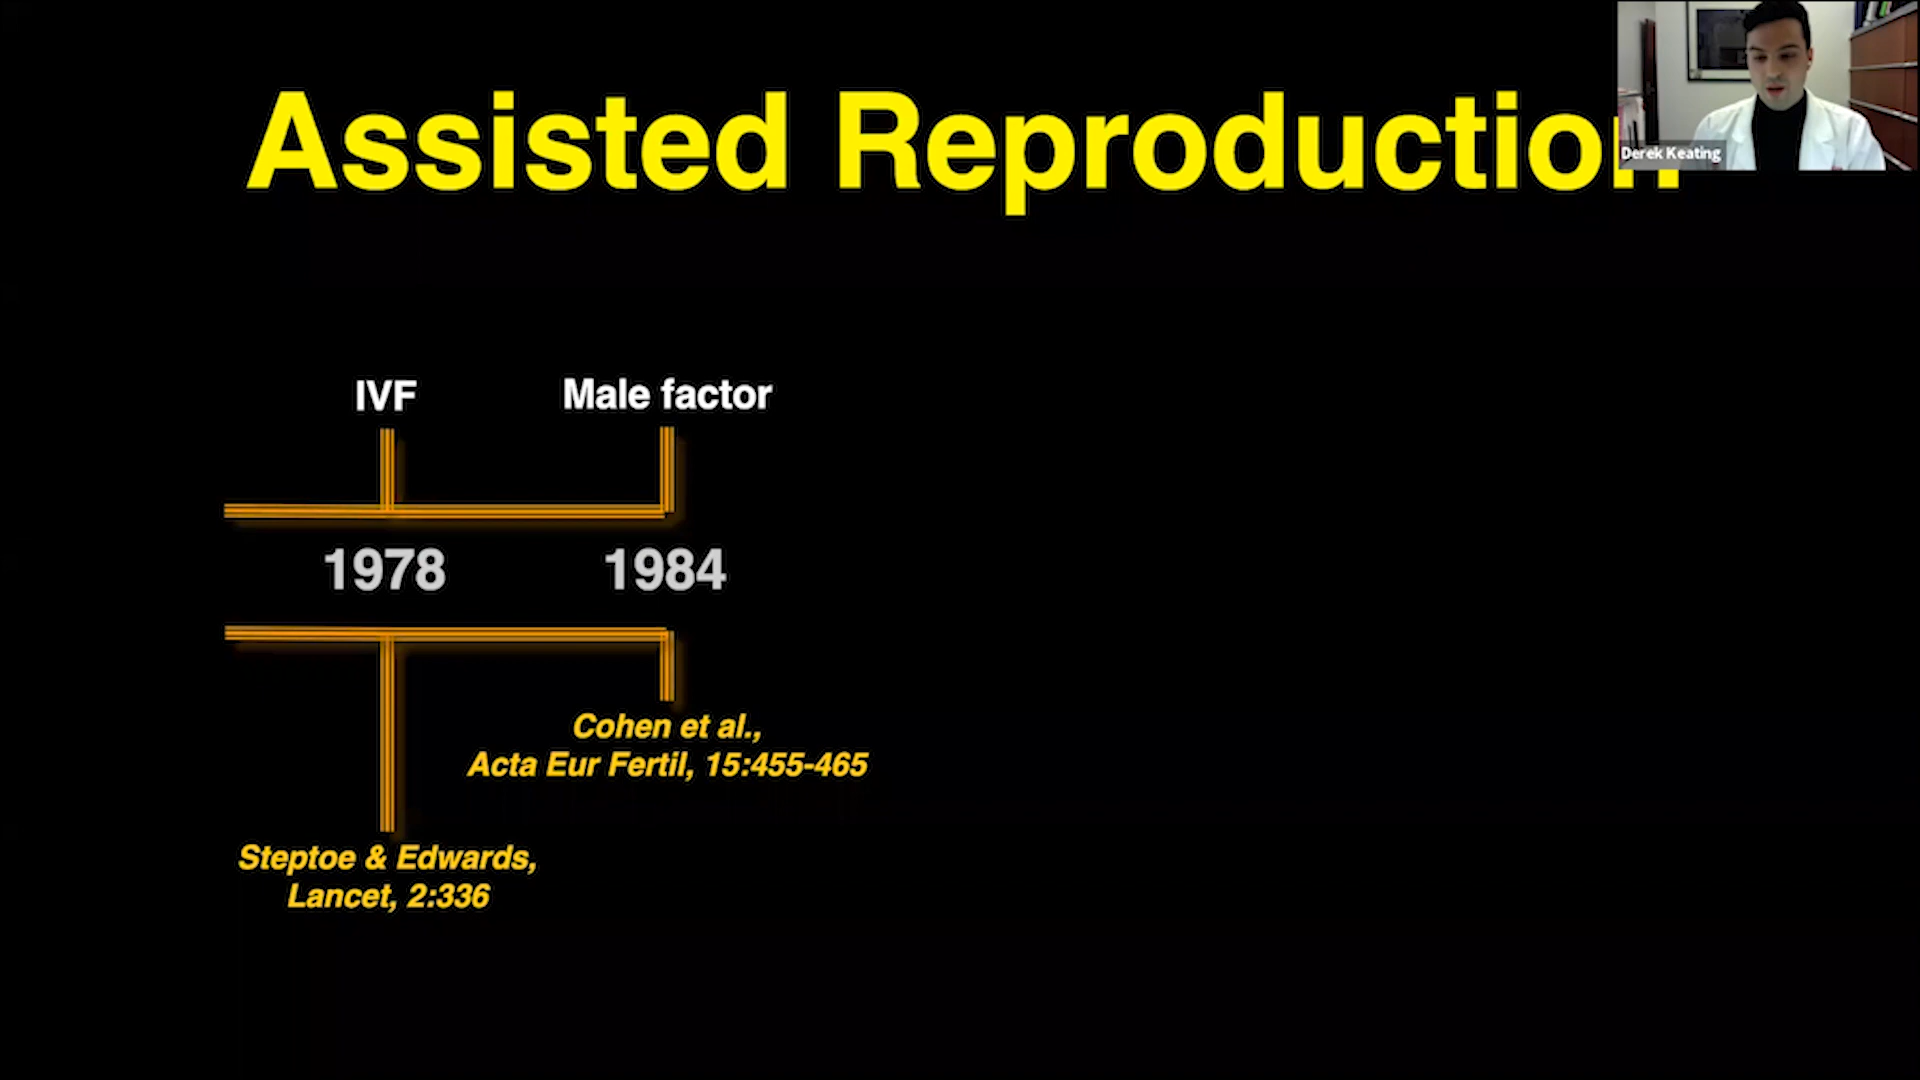 Assisted Reproduction
Derek Keating
IVF
Male factor
1978
1984
Cohen et al.,
Acta Eur Fertil, 15:455-465
Steptoe & Edwards,
Lancet, 2:336